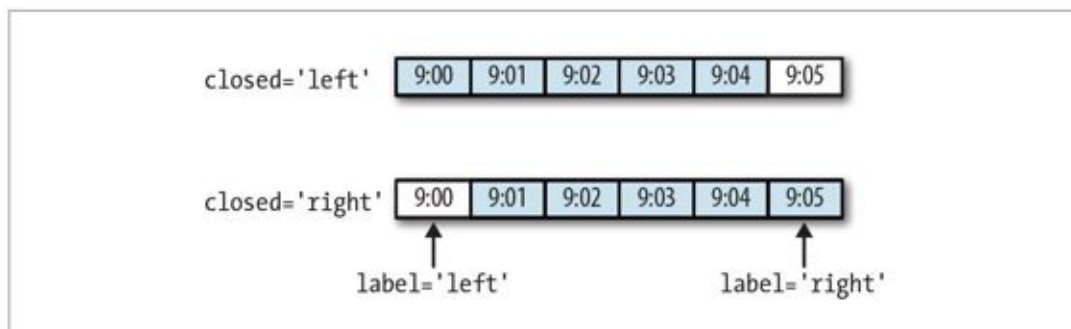 closed='left' 9:00 9:01 9:02 9:03 9:04 9:05
closed='right' 9:00 9:01 9:02 9:03 9:04 9:05
label='left' label='right'